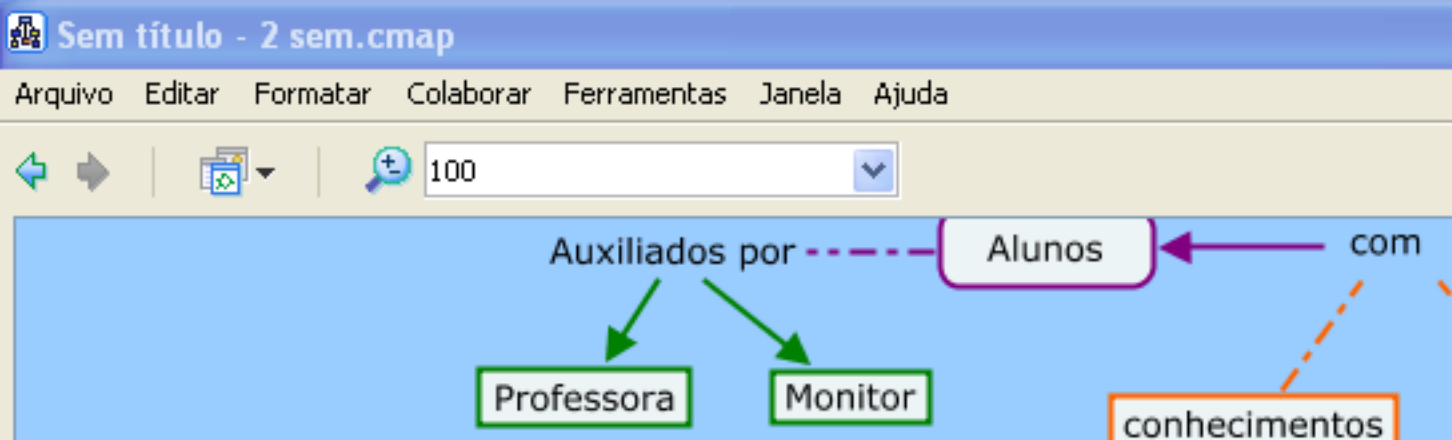 Sem título - 2 sem.cmap
Arquivo Editar Formatar Colaborar Ferramentas Janela Ajuda
100
Auxiliados por Alunos com
Professora Monitor conhecimentos